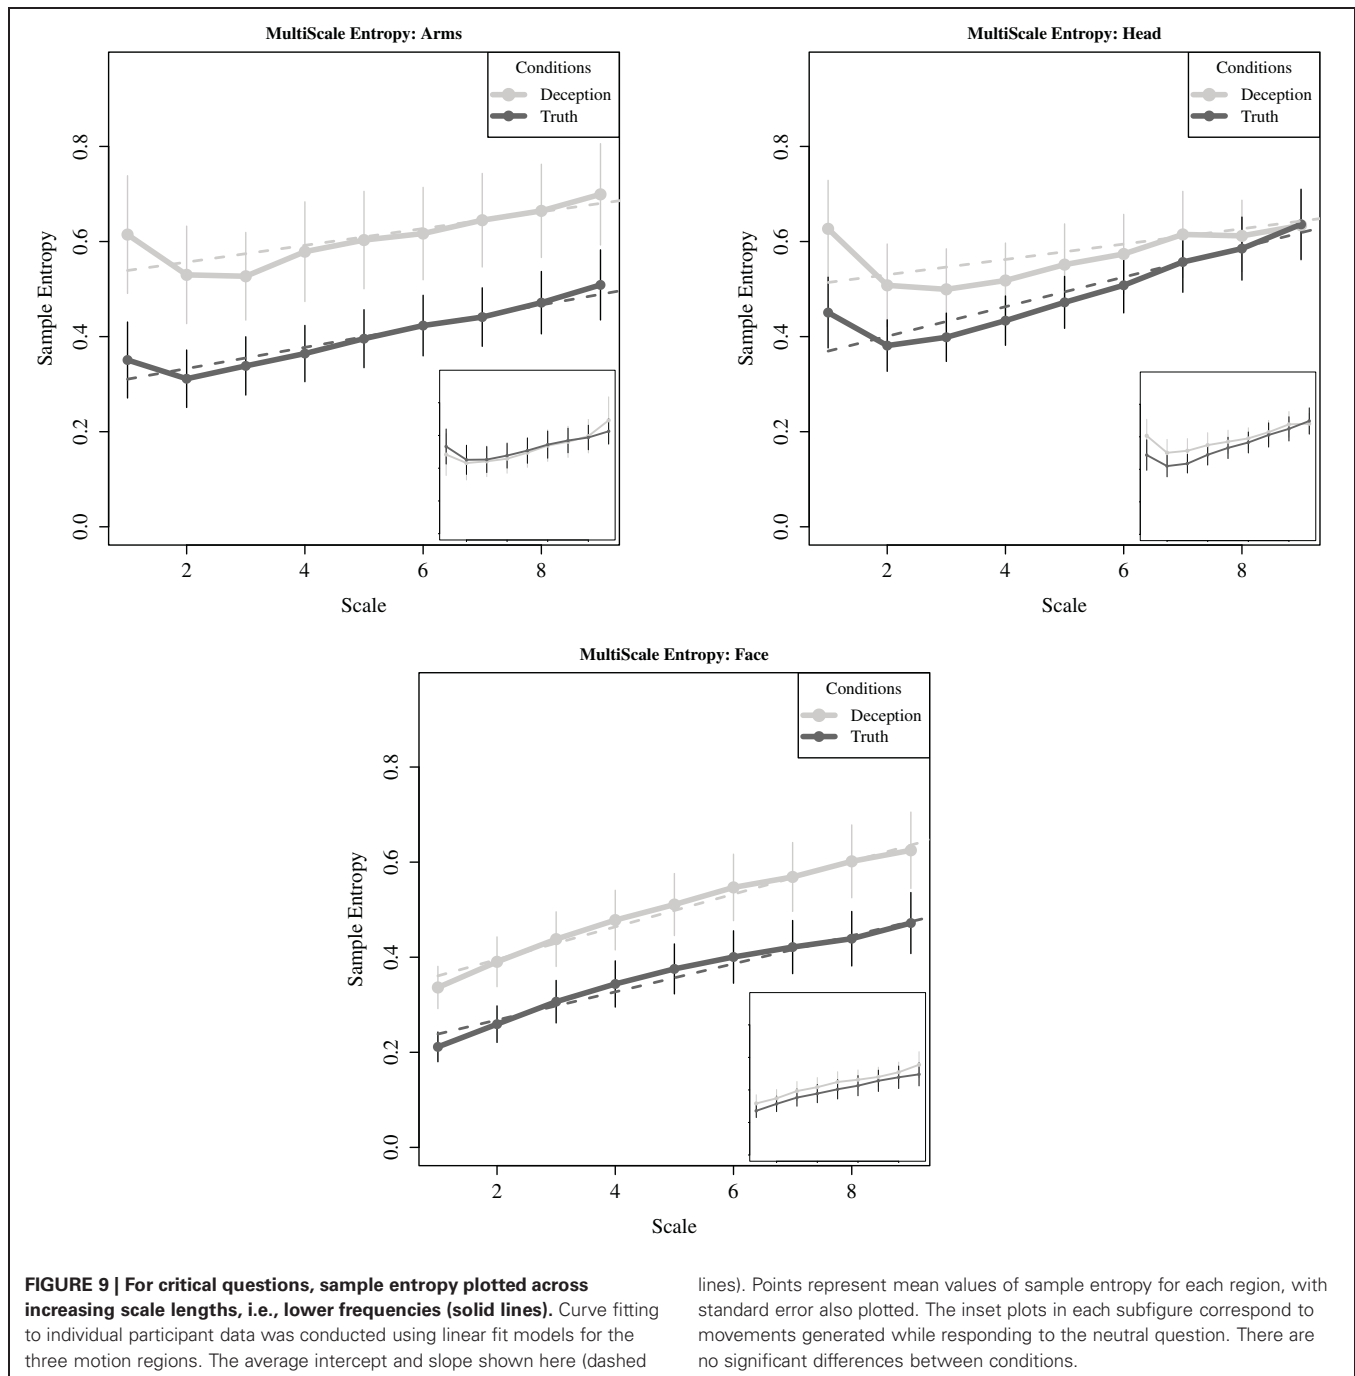 MultiScale Entropy: Arms
Conditions
Deception
Truth
Sample Entropy
0.8
0.6
0.4
0.2
0.0
2 4 6 8
Scale
MultiScale Entropy: Head
Conditions
Deception
Truth
Sample Entropy
0.8
0.6
0.4
0.2
0.0
2 4 6 8
Scale
MultiScale Entropy: Face
Conditions
Deception
Truth
Sample Entropy
0.8
0.6
0.4
0.2
0.0
2 4 6 8
Scale
FIGURE 9 | For critical questions, sample entropy plotted across
increasing scale lengths, i.e., lower frequencies (solid lines). Curve fitting
to individual participant data was conducted using linear fit models for the
three motion regions. The average intercept and slope shown here (dashed
lines). Points represent mean values of sample entropy for each region, with
standard error also plotted. The inset plots in each subfigure correspond to
movements generated while responding to the neutral question. There are
no significant differences between conditions.